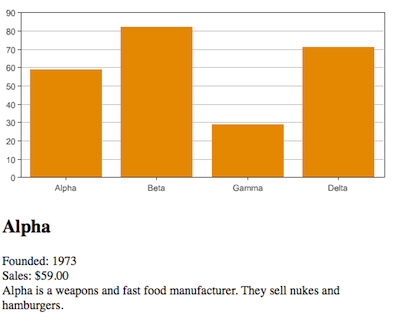 90
80
70
60
50
40
30
20
10
0
Alpha Beta Gamma Delta
Alpha
Founded: 1973
Sales: $59.00
Alpha is a weapons and fast food manufacturer. They sell nukes and
hamburgers.